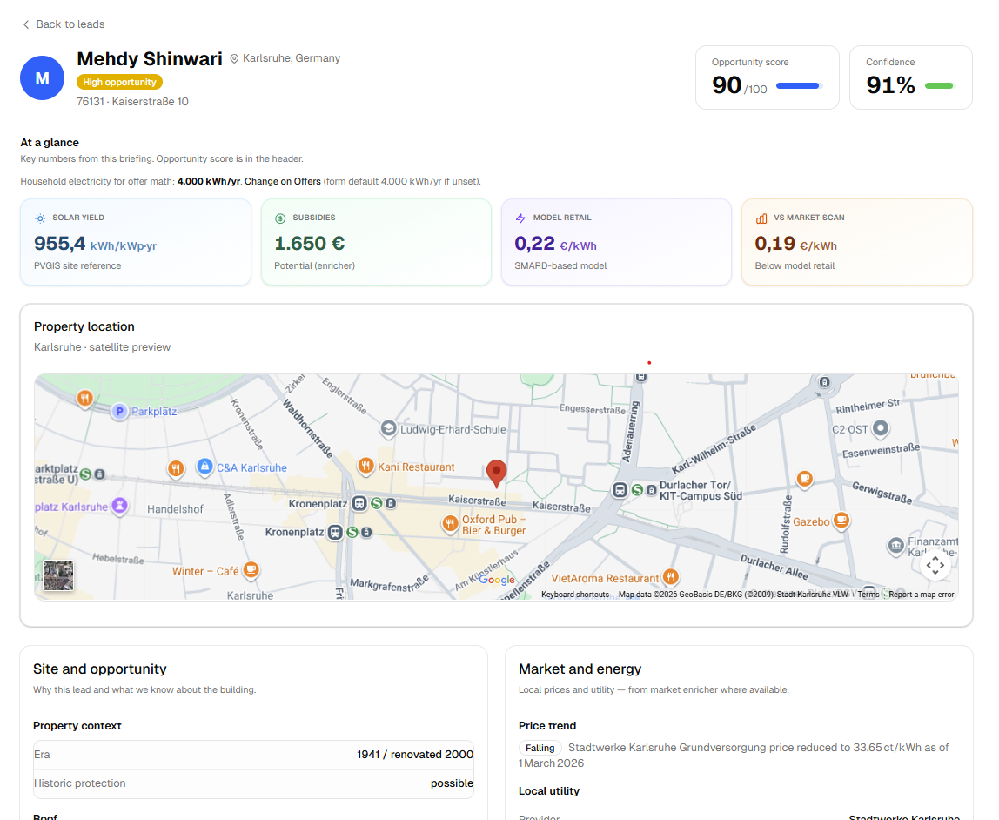 Back to leads
M
Mehdy Shinwari
Karlsruhe, Germany
High opportunity
76131 · Kaiserstraße 10
Opportunity score
90 /100
Confidence
91%
At a glance
Key numbers from this briefing. Opportunity score is in the header.
Household electricity for offer math: 4.000 kWh/yr. Change on Offers (form default 4.000 kWh/yr if unset).
SOLAR YIELD
955,4 kWh/kWp·yr
PVGIS site reference
SUBSIDIES
1.650 €
Potential (enricher)
MODEL RETAIL
0,22 €/kWh
SMARD-based model
VS MARKET SCAN
0,19 €/kWh
Below model retail
Property location
Karlsruhe · satellite preview
Zirkel
Englerstraße
brunchbo
Engesserstraße
Rintheimer Str.
P Parkplatz
Kronenstraße
Waldhornstraße
Ludwig-Erhard-Schule
Adenauerring
Karl-Wilhelm-Straße
C2 OST
Essenweinstraße
arktplatz
straße U)
C&A Karlsruhe
Kani Restaurant
Durlacher Tor/
KIT-Campus Süd
Gerwigstraße
platz Karlsruhe
Handelshof
Adlerstraße
Kronenplatz
Kaiserstraße
Kaiserstraße
Rudolfstraße
Oxford Pub –
Bier & Burger
Gazebo
hof
Kronenplatz
Hebelstraße
Finanzamt
Karlsruhe-
Winter – Café
Markgrafenstraße
Am Künstlerhaus
Google
VietAroma Restaurant
Durlacher Allee
Karlsruhe
Fri
pellenstraße
Keyboard shortcuts
Map data ©2026 GeoBasis-DE/BKG (©2009), Stadt Karlsruhe VLW
Terms
Report a map error
Site and opportunity
Why this lead and what we know about the building.
Property context
Era
1941 / renovated 2000
Historic protection
possible
Roof
Market and energy
Local prices and utility — from market enricher where available.
Price trend
Falling Stadtwerke Karlsruhe Grundversorgung price reduced to 33.65 ct/kWh as of
1 March 2026
Local utility
Provider
Stadtwerke Karlsruhe